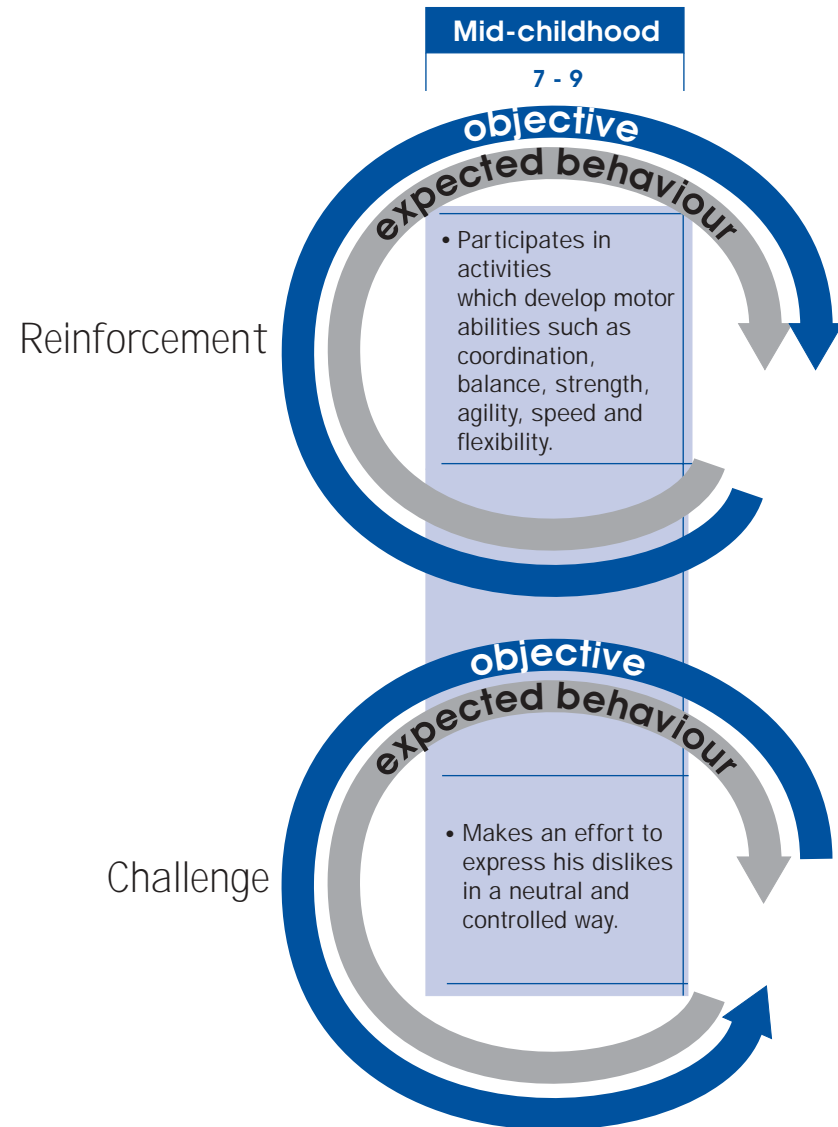 Mid-childhood
7 - 9
objective
expected behaviour
• Participates in
activities
which develop motor
abilities such as
coordination,
balance, strength,
agility, speed and
flexibility.
Reinforcement
objective
expected behaviour
• Makes an effort to
express his dislikes
in a neutral and
controlled way.
Challenge